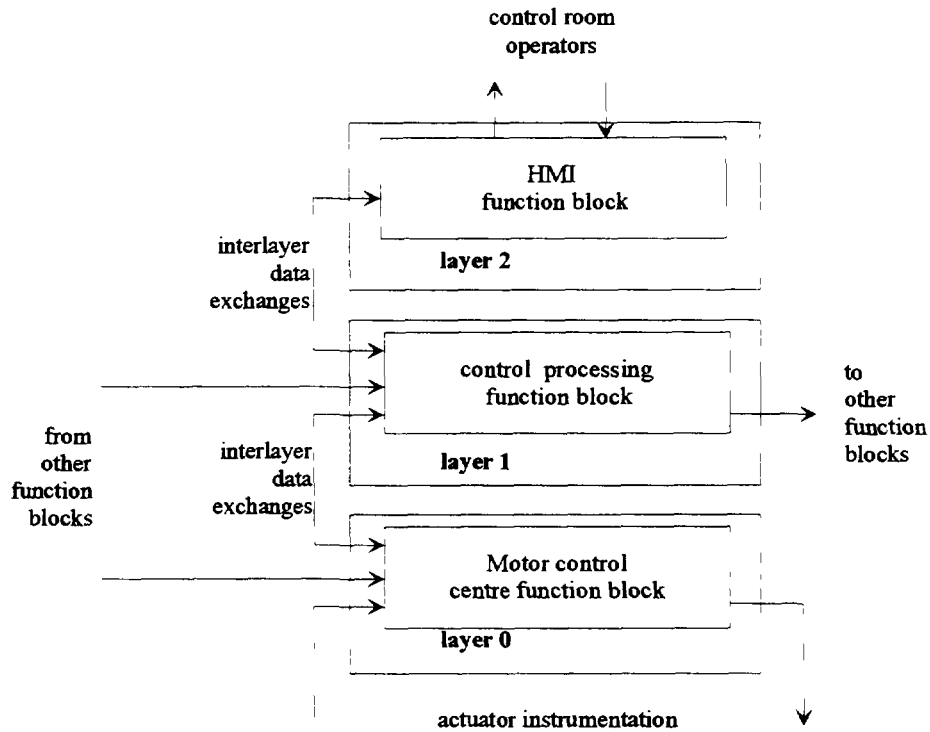 control room
operators
HMI
function block
layer 2
interlayer
data
exchanges
control processing
function block
layer 1
to
other
function
blocks
from
other
function
blocks
interlayer
data
exchanges
Motor control
centre function block
layer 0
actuator instrumentation